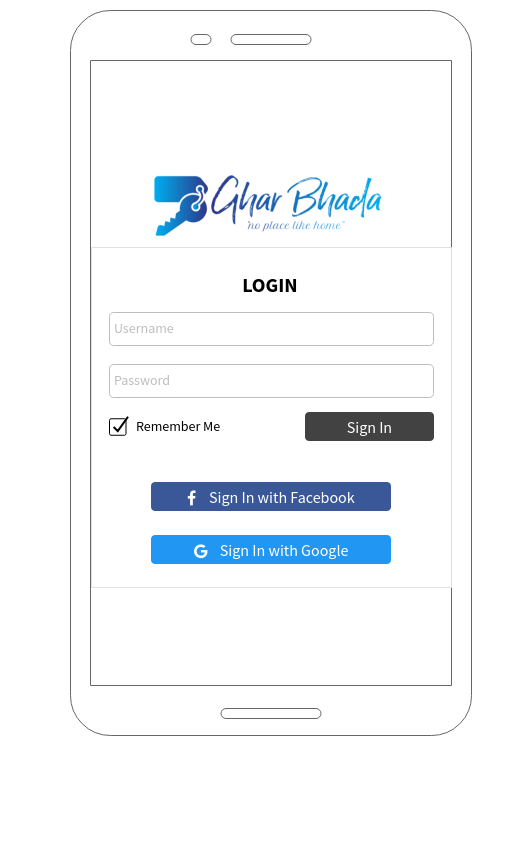 Ghar Bhada
"no place like home"
LOGIN
Username
Password
Remember Me
Sign In
Sign In with Facebook
Sign In with Google